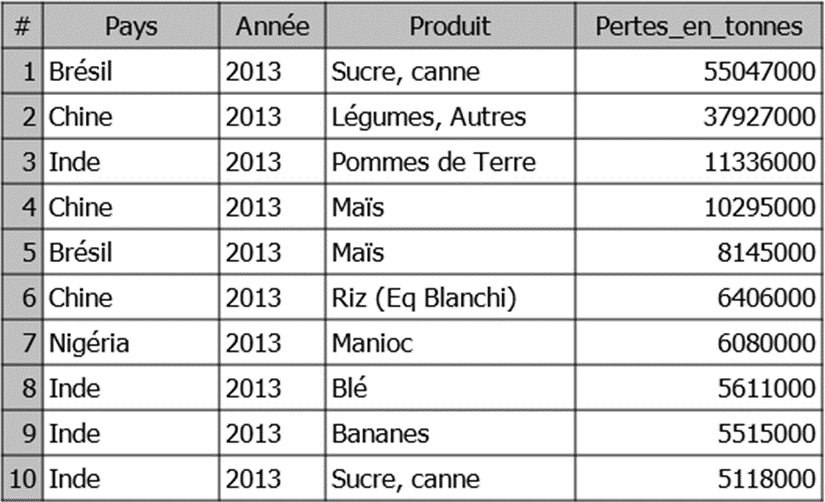 # Pays Année Produit Pertes_en_tonnes
1 Brésil 2013 Sucre, canne 55047000
2 Chine 2013 Légumes, Autres 37927000
3 Inde 2013 Pommes de Terre 11336000
4 Chine 2013 Maïs 10295000
5 Brésil 2013 Maïs 8145000
6 Chine 2013 Riz (Eq Blanchi) 6406000
7 Nigéria 2013 Manioc 6080000
8 Inde 2013 Blé 5611000
9 Inde 2013 Bananes 5515000
10 Inde 2013 Sucre, canne 5118000